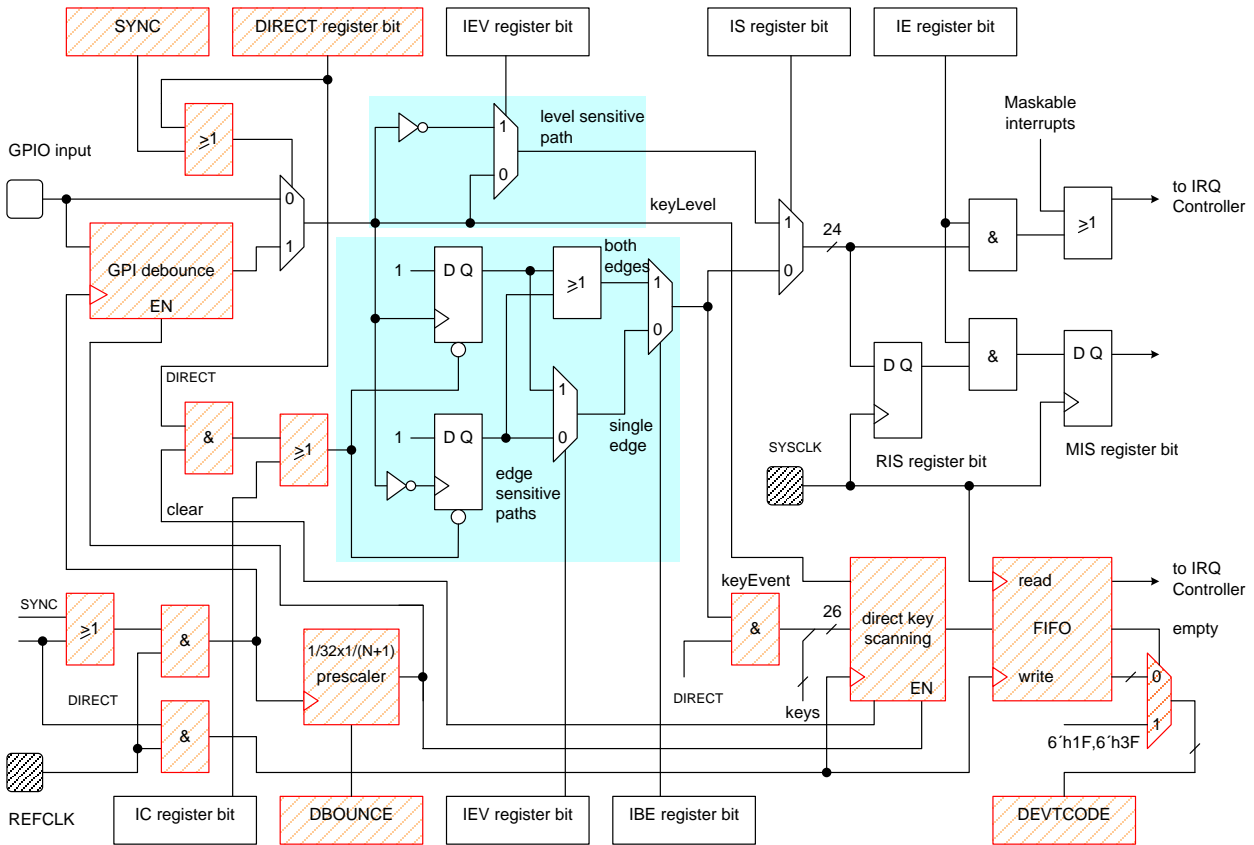 SYNC
DIRECT register bit
IEV register bit
IS register bit
IE register bit
Maskable
interrupts
level sensitive
path
GPIO input
≥1
1
0
0
1
keyLevel
to IRQ
Controller
≥1
24
1
0
&
GPI debounce
EN
1
D Q
both
edges
≥1
1
0
DIRECT
1
0
single
edge
D Q
&
D Q
&
≥1
1
D Q
edge
sensitive
paths
SYSCLK
RIS register bit
MIS register bit
clear
SYNC
≥1
&
DIRECT
&
1/32x1/(N+1)
prescaler
keyEvent
&
26
DIRECT
keys
direct key
scanning
EN
read
FIFO
write
to IRQ
Controller
empty
0
1
6´h1F,6´h3F
REFCLK
IC register bit
DBOUNCE
IEV register bit
IBE register bit
DEVTCODE